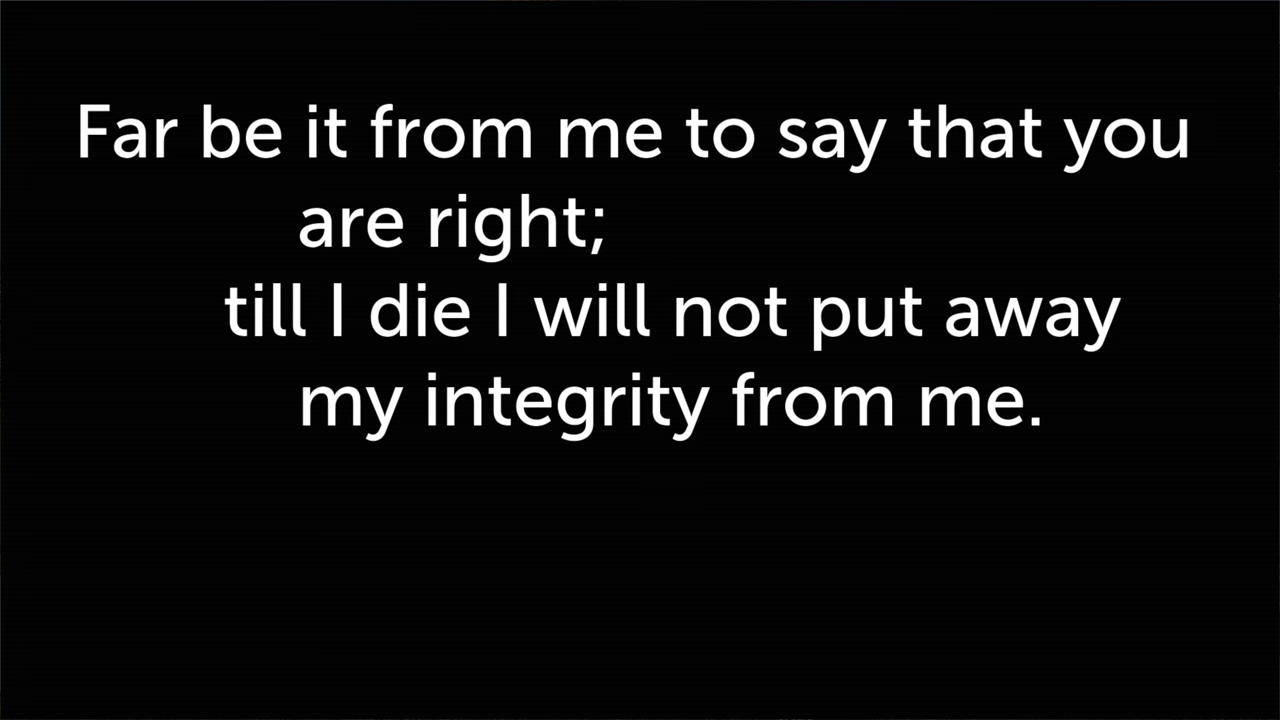 Far be it from me to say that you
are right;
till I die I will not put away
my integrity from me.